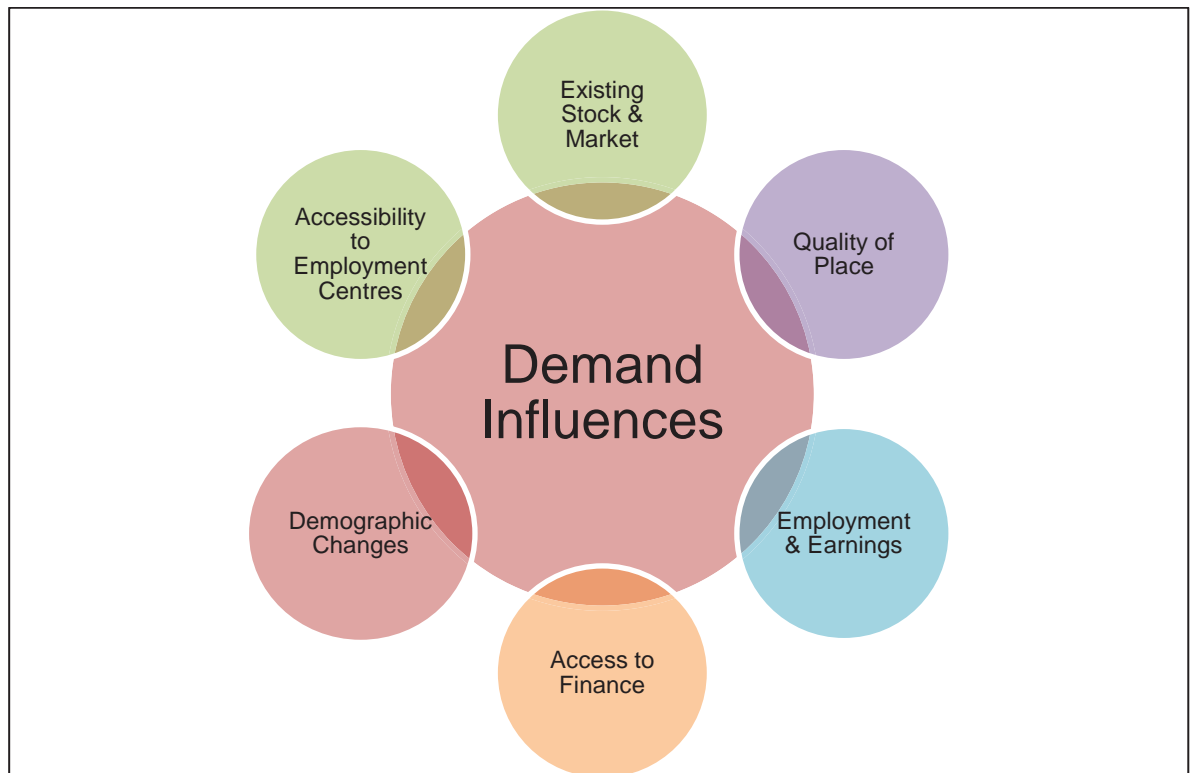 Existing
Stock &
Market
Quality of
Place
Employment
& Earnings
Access to
Finance
Demographic
Changes
Accessibility
to
Employment
Centres
Demand
Influences